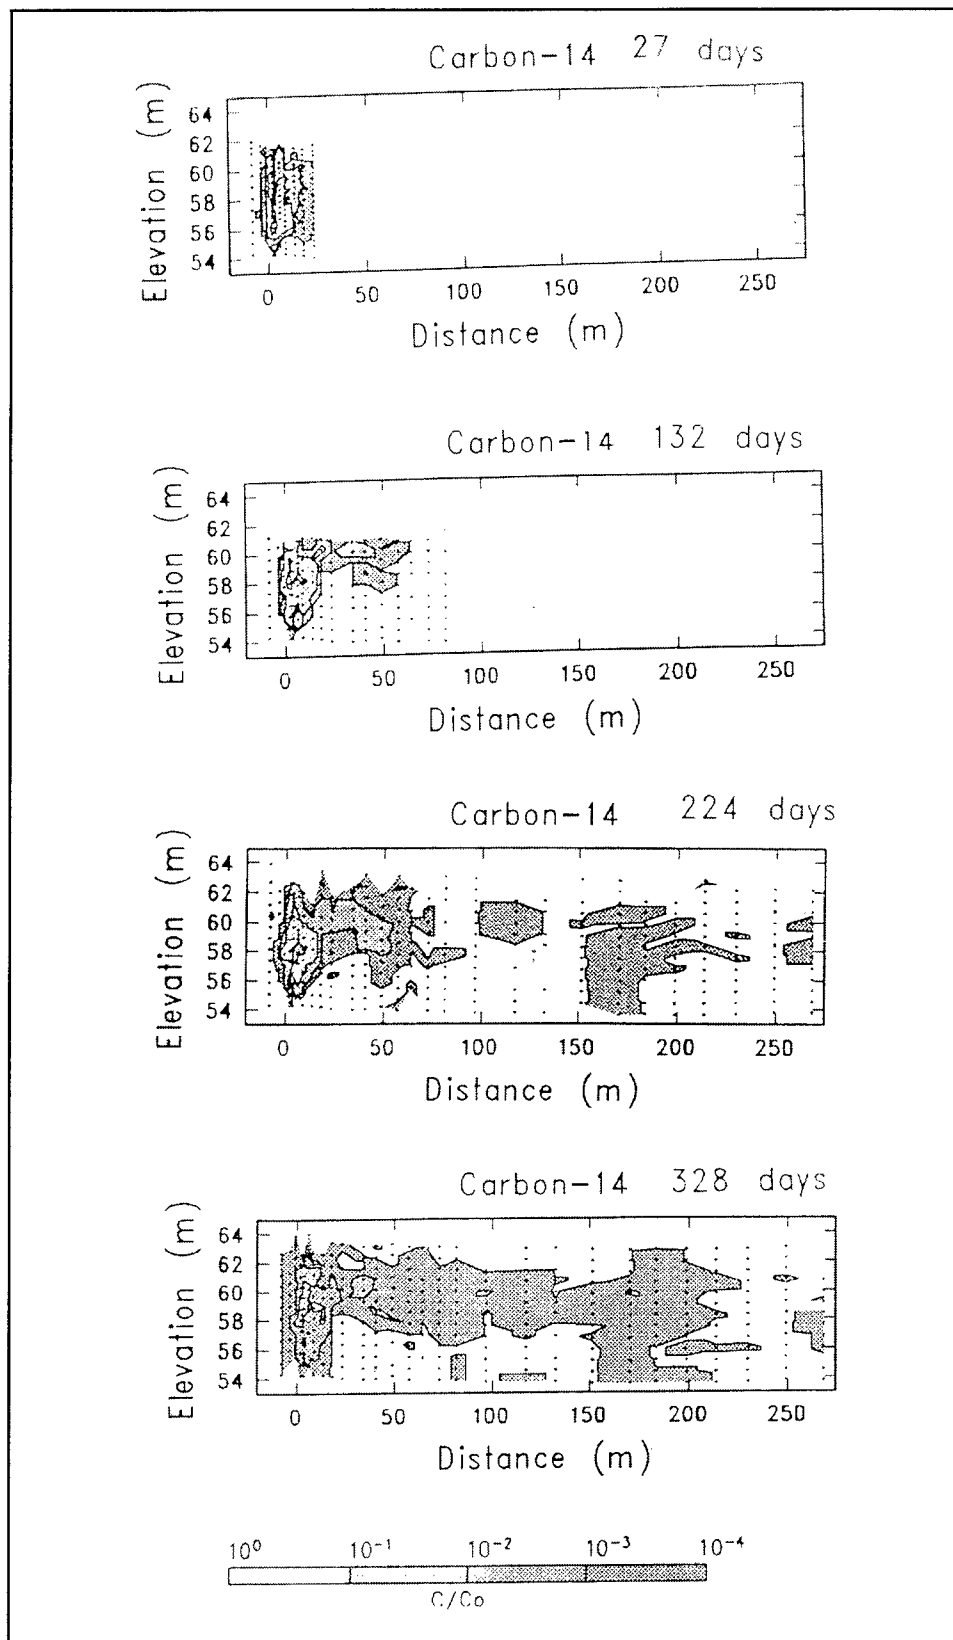 Carbon-14 27 days
Elevation (m)
64
62
60
58
56
54
0 50 100 150 200 250
Distance (m)
Carbon-14 132 days
Elevation (m)
64
62
60
58
56
54
0 50 100 150 200 250
Distance (m)
Carbon-14 224 days
Elevation (m)
64
62
60
58
56
54
0 50 100 150 200 250
Distance (m)
Carbon-14 328 days
Elevation (m)
64
62
60
58
56
54
0 50 100 150 200 250
Distance (m)
10⁰ 10⁻¹ 10⁻² 10⁻³ 10⁻⁴
C/Co